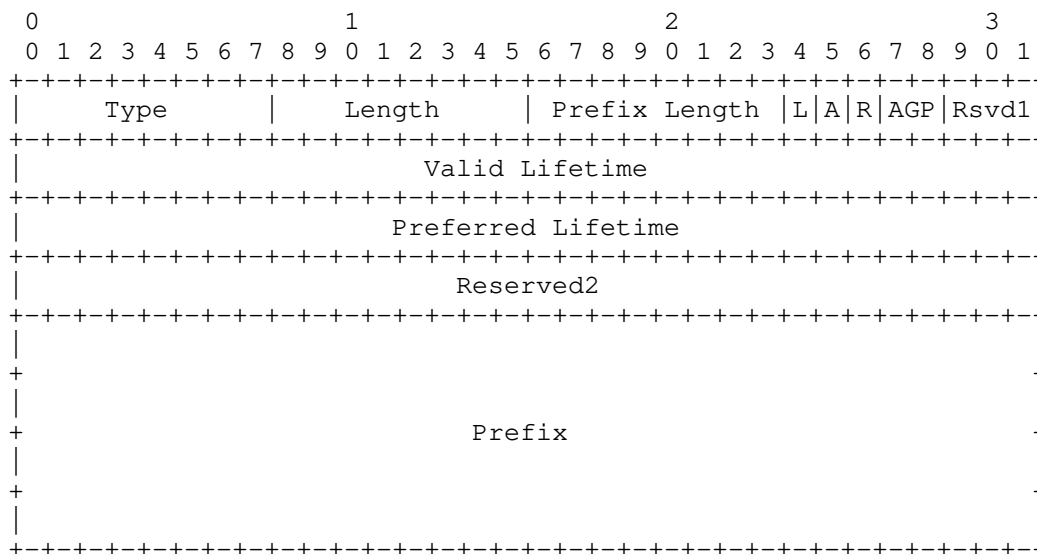 0                   1                   2                   3
 0 1 2 3 4 5 6 7 8 9 0 1 2 3 4 5 6 7 8 9 0 1 2 3 4 5 6 7 8 9 0 1
+-+-+-+-+-+-+-+-+-+-+-+-+-+-+-+-+-+-+-+-+-+-+-+-+-+-+-+-+-+-+-+-
|     Type      |    Length     | Prefix Length |L|A|R|AGP|Rsvd1
+-+-+-+-+-+-+-+-+-+-+-+-+-+-+-+-+-+-+-+-+-+-+-+-+-+-+-+-+-+-+-+-
|                         Valid Lifetime
+-+-+-+-+-+-+-+-+-+-+-+-+-+-+-+-+-+-+-+-+-+-+-+-+-+-+-+-+-+-+-+-
|                       Preferred Lifetime
+-+-+-+-+-+-+-+-+-+-+-+-+-+-+-+-+-+-+-+-+-+-+-+-+-+-+-+-+-+-+-+-
|                           Reserved2
+-+-+-+-+-+-+-+-+-+-+-+-+-+-+-+-+-+-+-+-+-+-+-+-+-+-+-+-+-+-+-+-
|
+                                                               -
|
+                            Prefix                             -
|
+                                                               -
|
+-+-+-+-+-+-+-+-+-+-+-+-+-+-+-+-+-+-+-+-+-+-+-+-+-+-+-+-+-+-+-+-